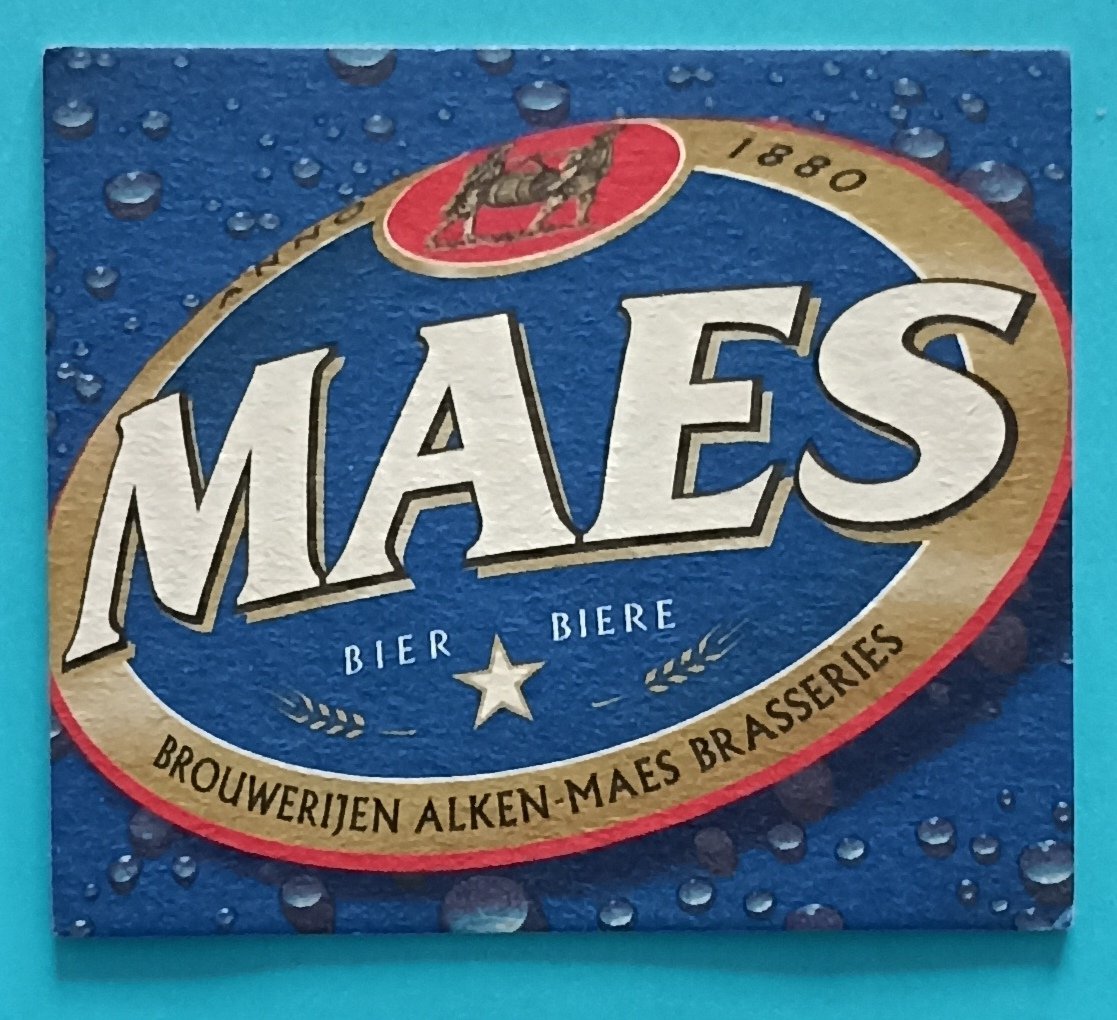 ANNO 1880
MAES
BIER BIERE
BROUWERIJEN ALKEN-MAES BRASSERIES